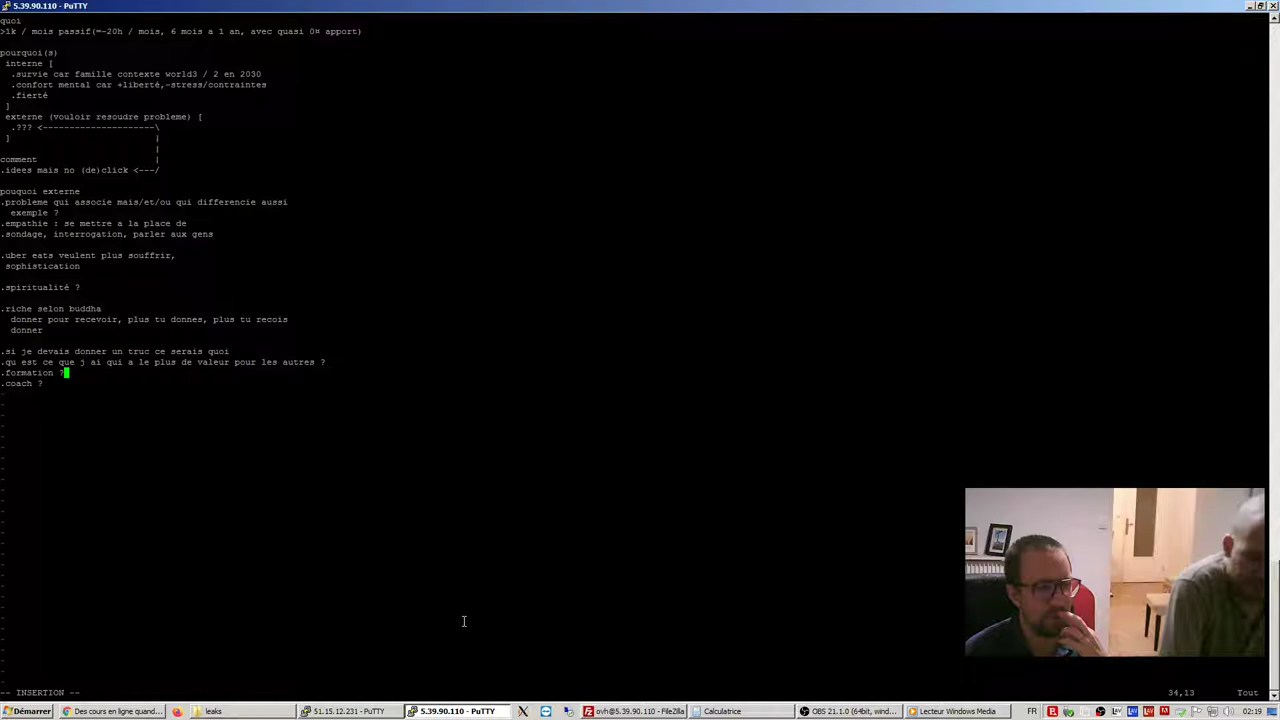 5.39.90.110 - PuTTY
quoi
>1k / mois passif(=~20h / mois, 6 mois a 1 an, avec quasi 0¤ apport)
pourquoi(s)
interne [
.survie car famille contexte world3 / 2 en 2030
.confort mental car +liberté,-stress/contraintes
.fierté
]
externe (vouloir resoudre probleme) [
.??? <---------------------\
] |
|
comment |
.idees mais no (de)click <---/
pouquoi externe
.probleme qui associe mais/et/ou qui differencie aussi
exemple ?
.empathie : se mettre a la place de
.sondage, interrogation, parler aux gens
.uber eats veulent plus souffrir,
sophistication
.spiritualité ?
.riche selon buddha
donner pour recevoir, plus tu donnes, plus tu recois
donner
.si je devais donner un truc ce serais quoi
.qu est ce que j ai qui a le plus de valeur pour les autres ?
.formation ?
.coach ?
-- INSERTION -- 34,13 Tout
Démarrer Des cours en ligne quand... leaks 51.15.12.231 - PuTTY 5.39.90.110 - PuTTY ovh@5.39.90.110 - FileZilla Calculatrice OBS 21.1.0 (64bit, wind... Lecteur Windows Media FR 02:19